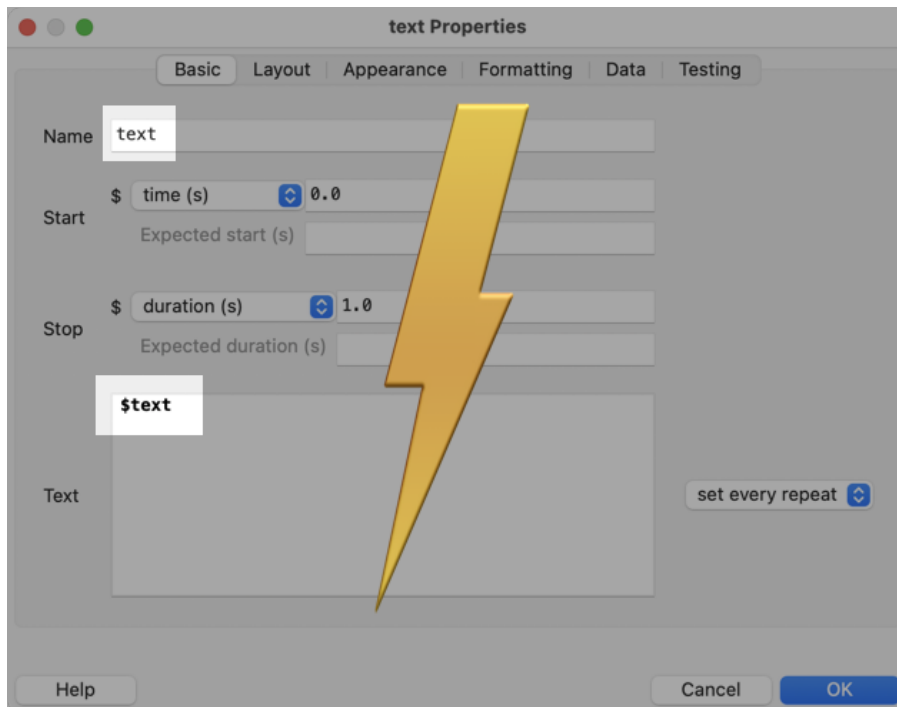 text Properties
Basic Layout Appearance Formatting Data Testing
Name text
Start $ time (s) 0.0
Expected start (s)
Stop $ duration (s) 1.0
Expected duration (s)
$text
Text set every repeat
Help Cancel OK